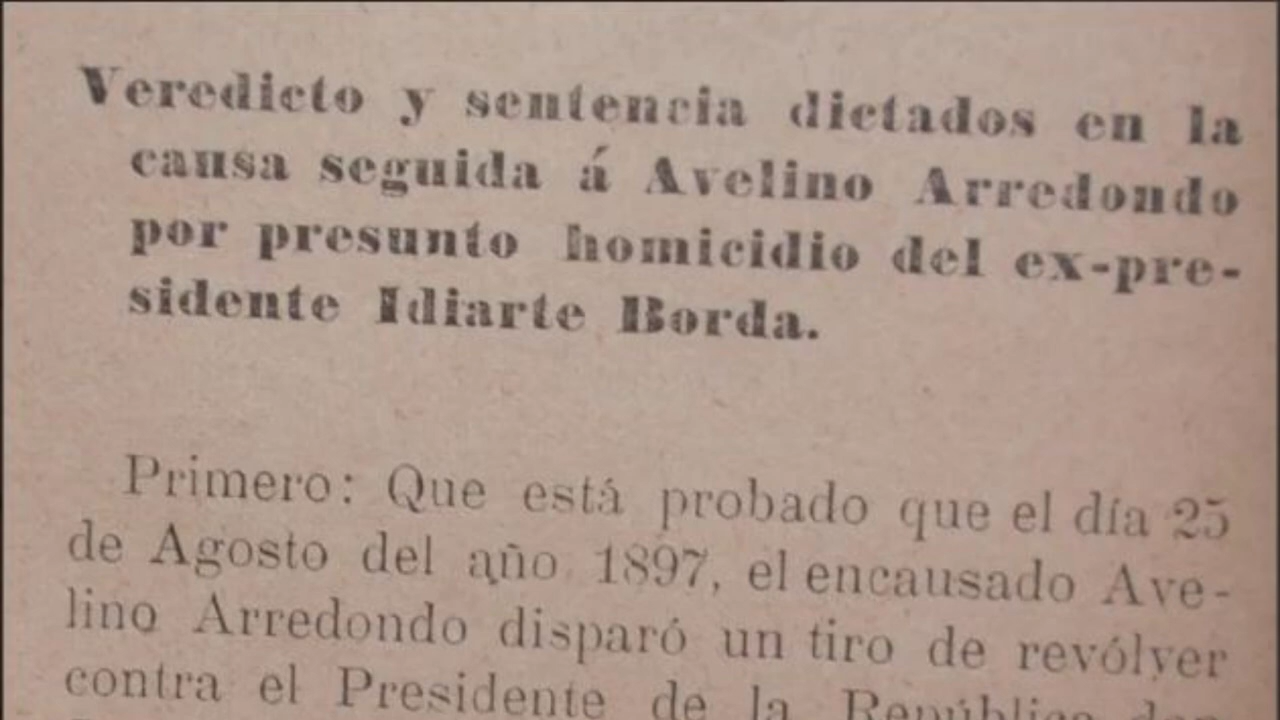 Veredicto y sentencia dictados en la
causa seguida á Avelino Arredondo
por presunto homicidio del ex-pre-
sidente Idiarte Borda.
Primero: Que está probado que el día 25
de Agosto del año 1897, el encausado Ave-
lino Arredondo disparó un tiro de revólver
contra el Presidente de la República don